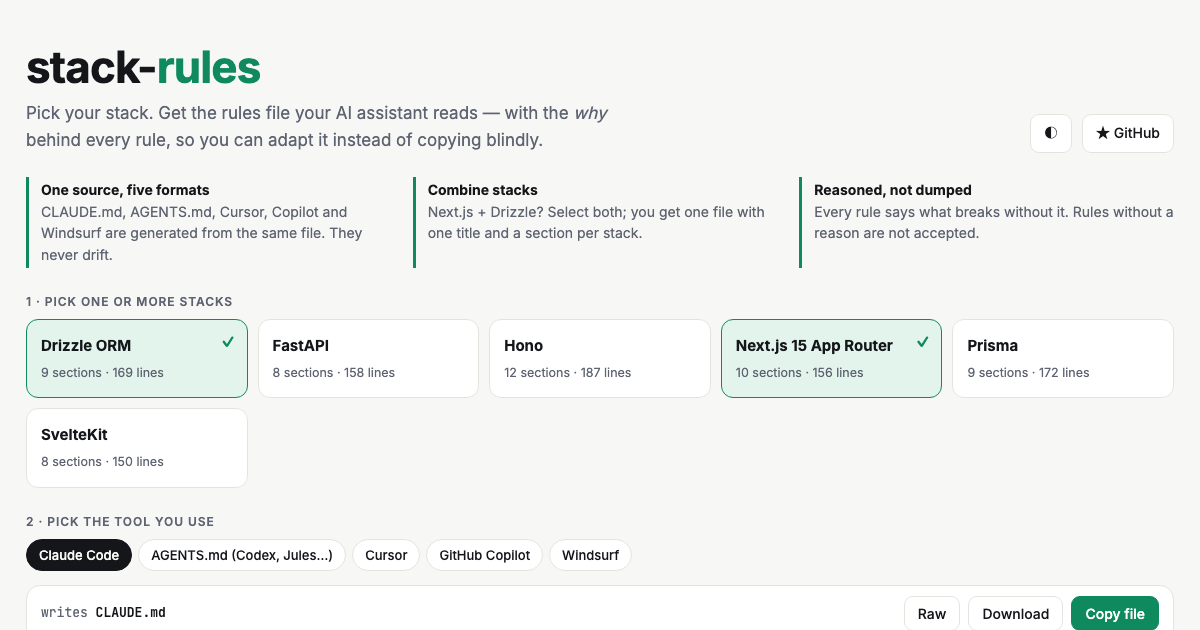 stack-rules
Pick your stack. Get the rules file your AI assistant reads — with the why
behind every rule, so you can adapt it instead of copying blindly.
★ GitHub
One source, five formats
CLAUDE.md, AGENTS.md, Cursor, Copilot and
Windsurf are generated from the same file. They
never drift.
Combine stacks
Next.js + Drizzle? Select both; you get one file with
one title and a section per stack.
Reasoned, not dumped
Every rule says what breaks without it. Rules without a
reason are not accepted.
1 · PICK ONE OR MORE STACKS
Drizzle ORM ✓
9 sections · 169 lines
FastAPI
8 sections · 158 lines
Hono
12 sections · 187 lines
Next.js 15 App Router ✓
10 sections · 156 lines
Prisma
9 sections · 172 lines
SvelteKit
8 sections · 150 lines
2 · PICK THE TOOL YOU USE
Claude Code
AGENTS.md (Codex, Jules…)
Cursor
GitHub Copilot
Windsurf
writes CLAUDE.md
Raw
Download
Copy file